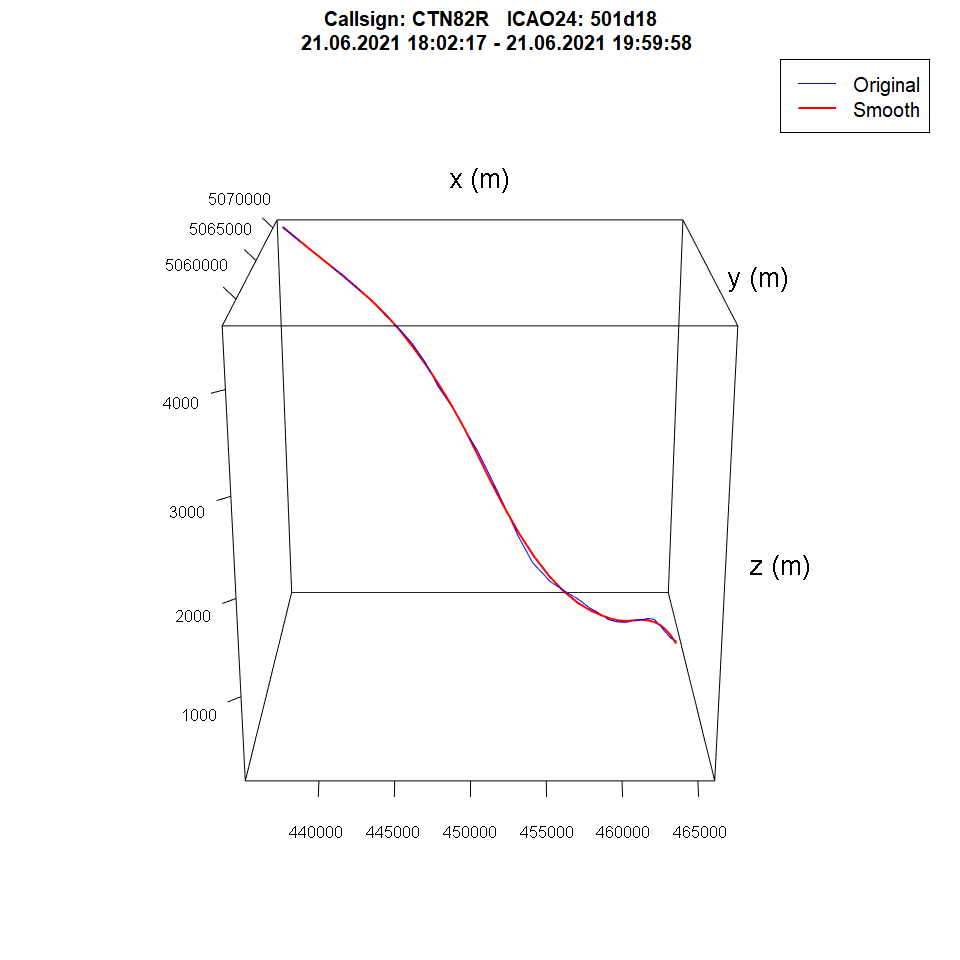 Callsign: CTN82R   ICAO24: 501d18
21.06.2021 18:02:17 - 21.06.2021 19:59:58
Original
Smooth
x (m)
5070000
5065000
5060000
y (m)
4000
3000
z (m)
2000
1000
440000 445000 450000 455000 460000 465000